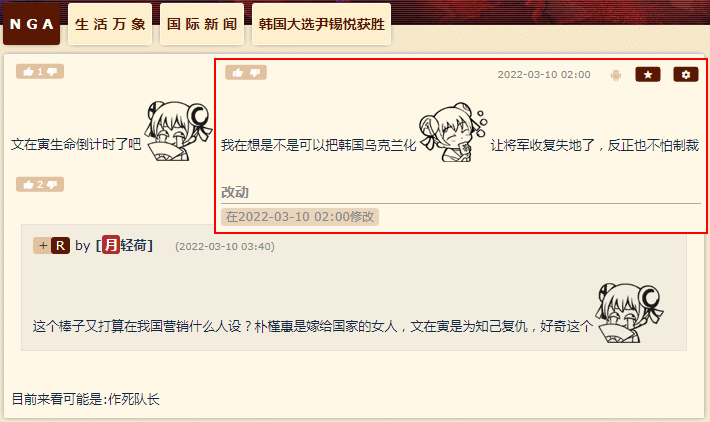 NGA 生活万象 国际新闻 韩国大选尹锡悦获胜
1
2022-03-10 02:00
文在寅生命倒计时了吧
我在想是不是可以把韩国乌克兰化 让将军收复失地了，反正也不怕制裁
改动
在2022-03-10 02:00修改
2
+ R by [月轻荷] (2022-03-10 03:40)
这个棒子又打算在我国营销什么人设？朴槿惠是嫁给国家的女人，文在寅是为知己复仇，好奇这个
目前来看可能是:作死队长